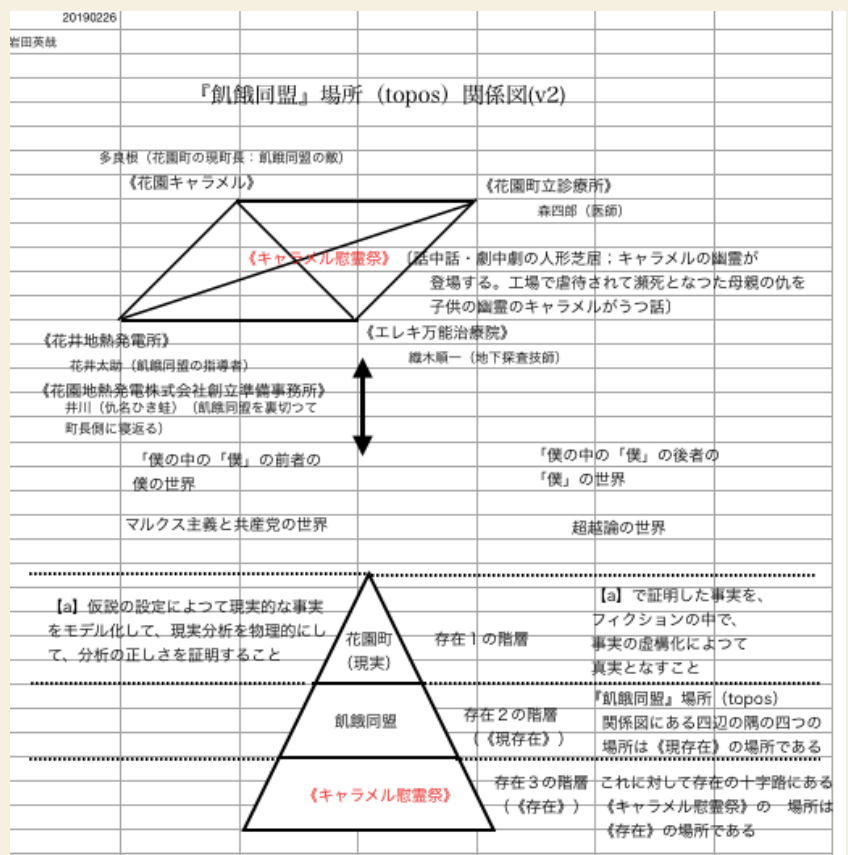 20190226
岩田英哉
『飢餓同盟』場所（topos）関係図(v2)
多良根（花園町の現町長：飢餓同盟の敵）
《花園キャラメル》
《花園町立診療所》
森四郎（医師）
《キャラメル慰霊祭》
〔話中話・劇中劇の人形芝居；キャラメルの幽霊が
登場する。工場で虐待されて瀕死となつた母親の仇を
子供の幽霊のキャラメルがうつ話〕
《花井地熱発電所》
花井太助（飢餓同盟の指導者）
《エレキ万能治療院》
織木順一（地下探査技師）
《花園地熱発電株式会社創立準備事務所》
井川（仇名ひき蛙）（飢餓同盟を裏切つて
町長側に寝返る）
「僕の中の「僕」の前者の
僕の世界
「僕の中の「僕」の後者の
「僕」の世界
マルクス主義と共産党の世界
超越論の世界
【a】仮説の設定によつて現実的な事実
をモデル化して、現実分析を物理的にし
て、分析の正しさを証明すること
花園町
（現実）
存在１の階層
【a】で証明した事実を、
フィクションの中で、
事実の虚構化によつて
真実となすこと
飢餓同盟
存在２の階層
（《現存在》）
『飢餓同盟』場所（topos）
関係図にある四辺の隅の四つの
場所は《現存在》の場所である
《キャラメル慰霊祭》
存在３の階層
（《存在》）
これに対して存在の十字路にある
《キャラメル慰霊祭》の　場所は
《存在》の場所である